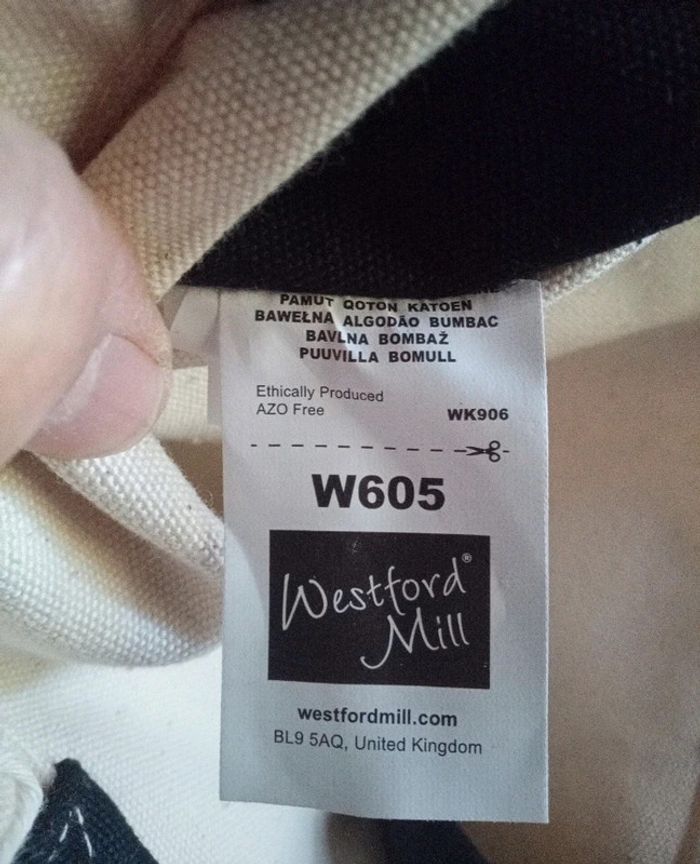 PAMUT QOTON KATOEN
BAWEŁNA ALGODÃO BUMBAC
BAVLNA BOMBAŽ
PUUVILLA BOMULL
Ethically Produced
AZO Free
WK906
W605
Westford®
Mill
westfordmill.com
BL9 5AQ, United Kingdom